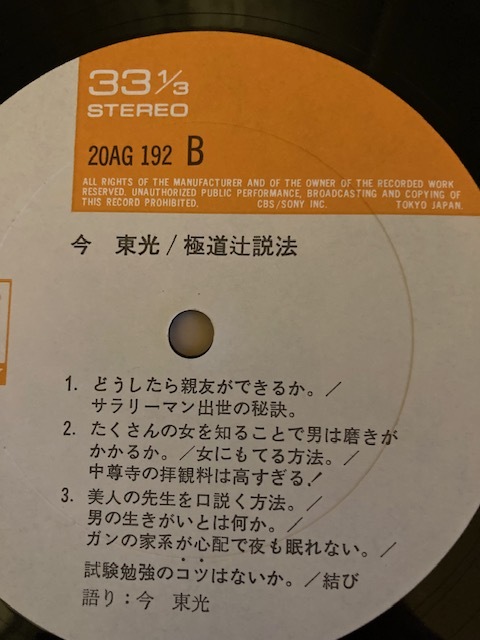 33 1/3
STEREO
20AG 192 B
ALL RIGHTS OF THE MANUFACTURER AND OF THE OWNER OF THE RECORDED WORK
RESERVED. UNAUTHORIZED PUBLIC PERFORMANCE, BROADCASTING AND COPYING OF
THIS RECORD PROHIBITED. CBS/SONY INC. TOKYO JAPAN.
今 東光/極道辻説法
1. どうしたら親友ができるか。/
サラリーマン出世の秘訣。
2. たくさんの女を知ることで男は磨きが
かかるか。/女にもてる方法。/
中尊寺の拝観料は高すぎる!
3. 美人の先生を口説く方法。/
男の生きがいとは何か。/
ガンの家系が心配で夜も眠れない。/
試験勉強のコツはないか。/結び
語り:今 東光